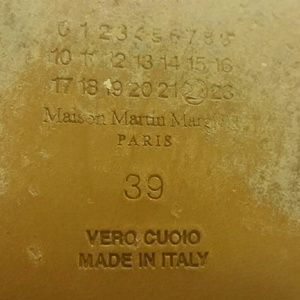 0 1 2 3 4 5 6 7 8 9
10 11 12 13 14 15 16
17 18 19 20 21 22 23
Maison Martin
PARIS
39
VERO CUOIO
MADE IN ITALY